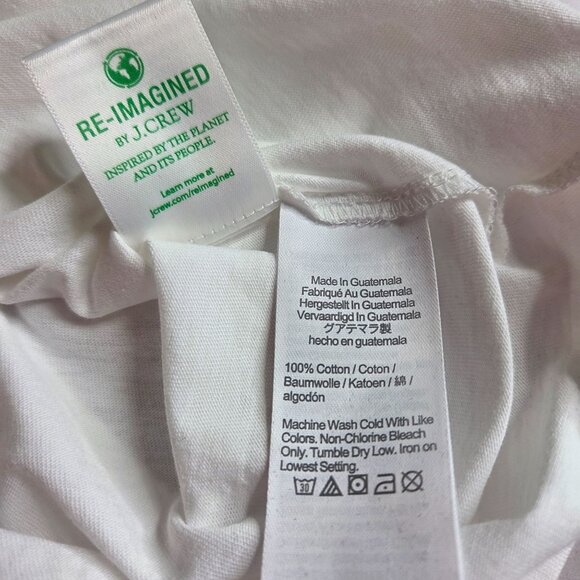 RE-IMAGINED
BY J.CREW
INSPIRED BY THE PLANET
AND ITS PEOPLE.
Learn more at
jcrew.com/reimagined
Made In Guatemala
Fabriqué Au Guatemala
Hergestellt In Guatemala
Vervaardigd In Guatemala
グアテマラ製
hecho en guatemala
100% Cotton / Coton /
Baumwolle / Katoen / 綿 /
algodón
Machine Wash Cold With Like
Colors. Non-Chlorine Bleach
Only. Tumble Dry Low. Iron on
Lowest Setting.
30